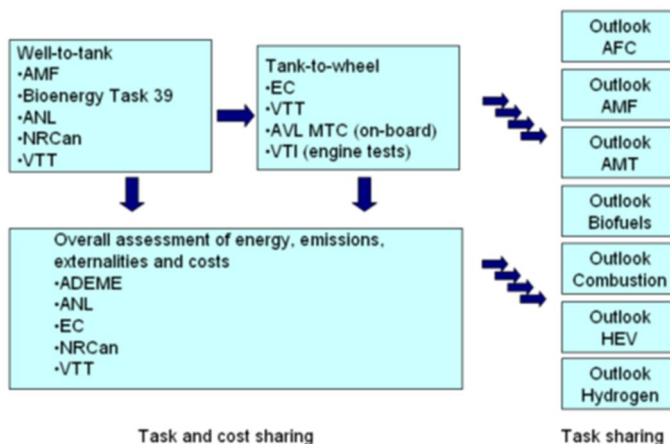 Well-to-tank
•AMF
•Bioenergy Task 39
•ANL
•NRCan
•VTT
Tank-to-wheel
•EC
•VTT
•AVL MTC (on-board)
•VTI (engine tests)
Overall assessment of energy, emissions,
externalities and costs
•ADEME
•ANL
•EC
•NRCan
•VTT
Outlook
AFC
Outlook
AMF
Outlook
AMT
Outlook
Biofuels
Outlook
Combustion
Outlook
HEV
Outlook
Hydrogen
Task and cost sharing
Task sharing